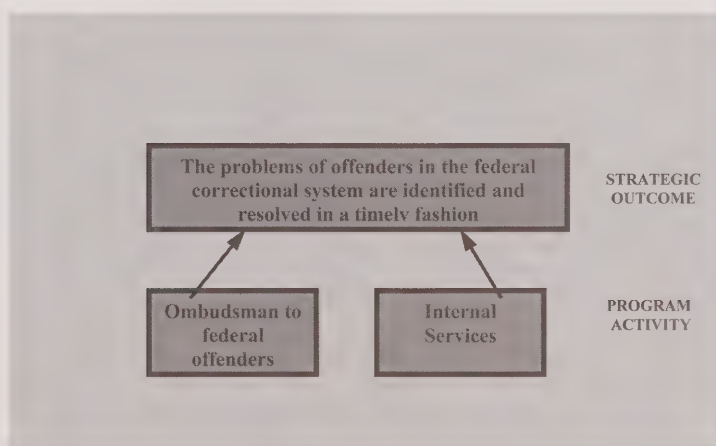 The problems of offenders in the federal
correctional system are identified and
resolved in a timely fashion
STRATEGIC
OUTCOME
Ombudsman to
federal
offenders
Internal
Services
PROGRAM
ACTIVITY